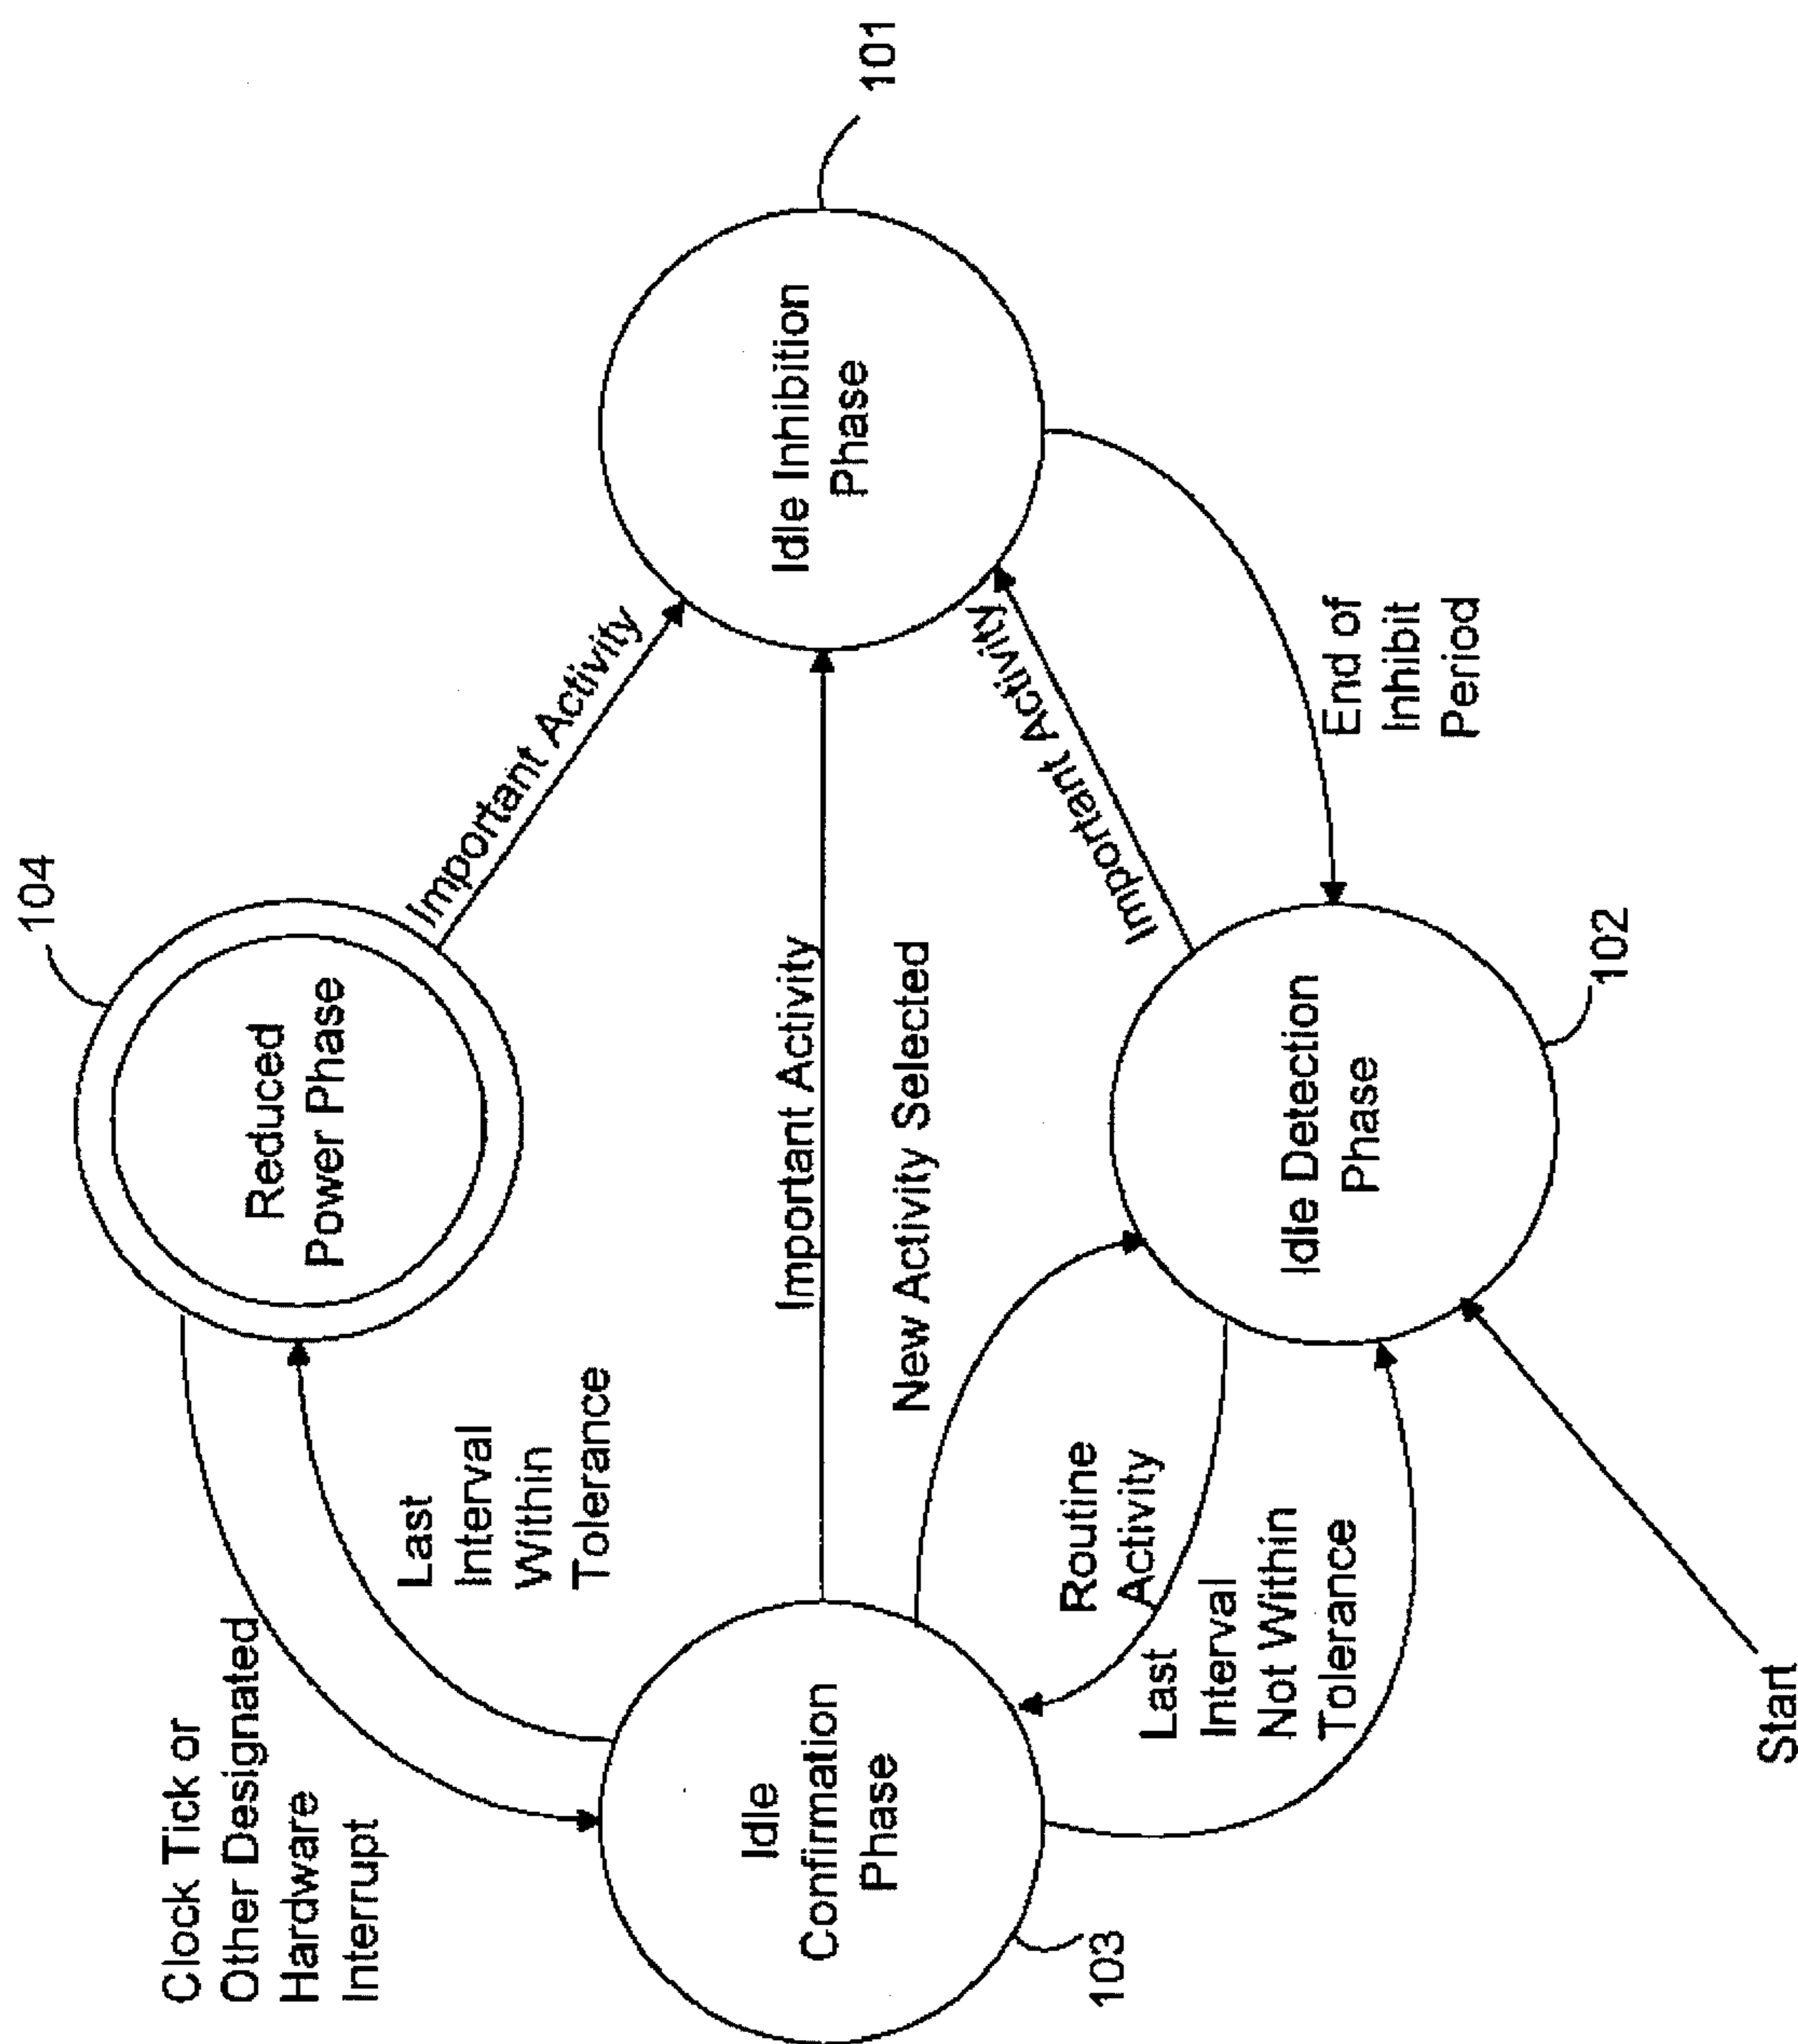 104
Reduced
Power Phase
Clock Tick or
Other Designated
Hardware
Interrupt
Last
Interval
Within
Tolerance
Important Activity
Idle
Confirmation
Phase
103
Important Activity
Idle Inhibition
Phase
101
New Activity Selected
Routine
Activity
Important Activity
Last
Interval
Not Within
Tolerance
Idle Detection
Phase
102
End of
Inhibit
Period
Start